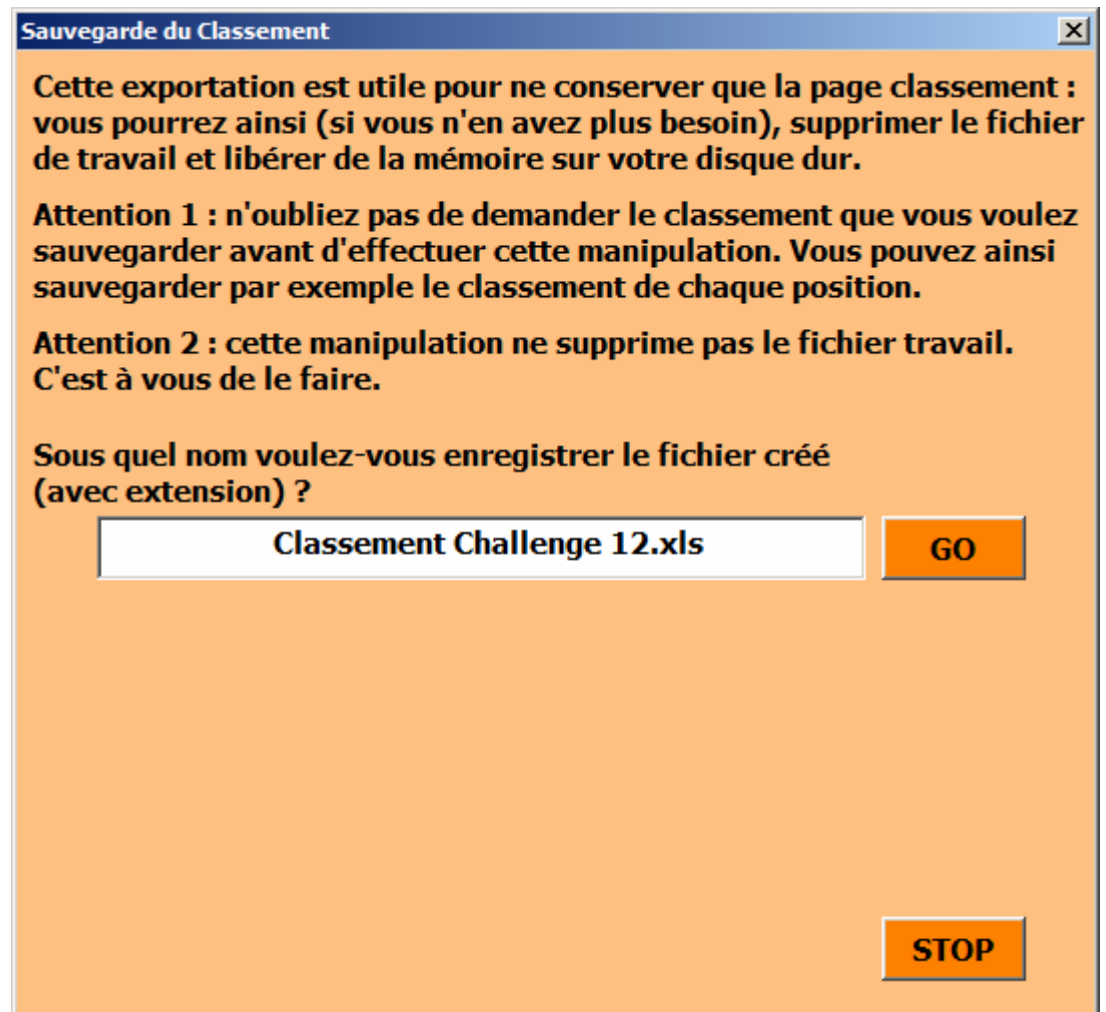 Sauvegarde du Classement
Cette exportation est utile pour ne conserver que la page classement :
vous pourrez ainsi (si vous n'en avez plus besoin), supprimer le fichier
de travail et libérer de la mémoire sur votre disque dur.
Attention 1 : n'oubliez pas de demander le classement que vous voulez
sauvegarder avant d'effectuer cette manipulation. Vous pouvez ainsi
sauvegarder par exemple le classement de chaque position.
Attention 2 : cette manipulation ne supprime pas le fichier travail.
C'est à vous de le faire.
Sous quel nom voulez-vous enregistrer le fichier créé
(avec extension) ?
Classement Challenge 12.xls
GO
STOP